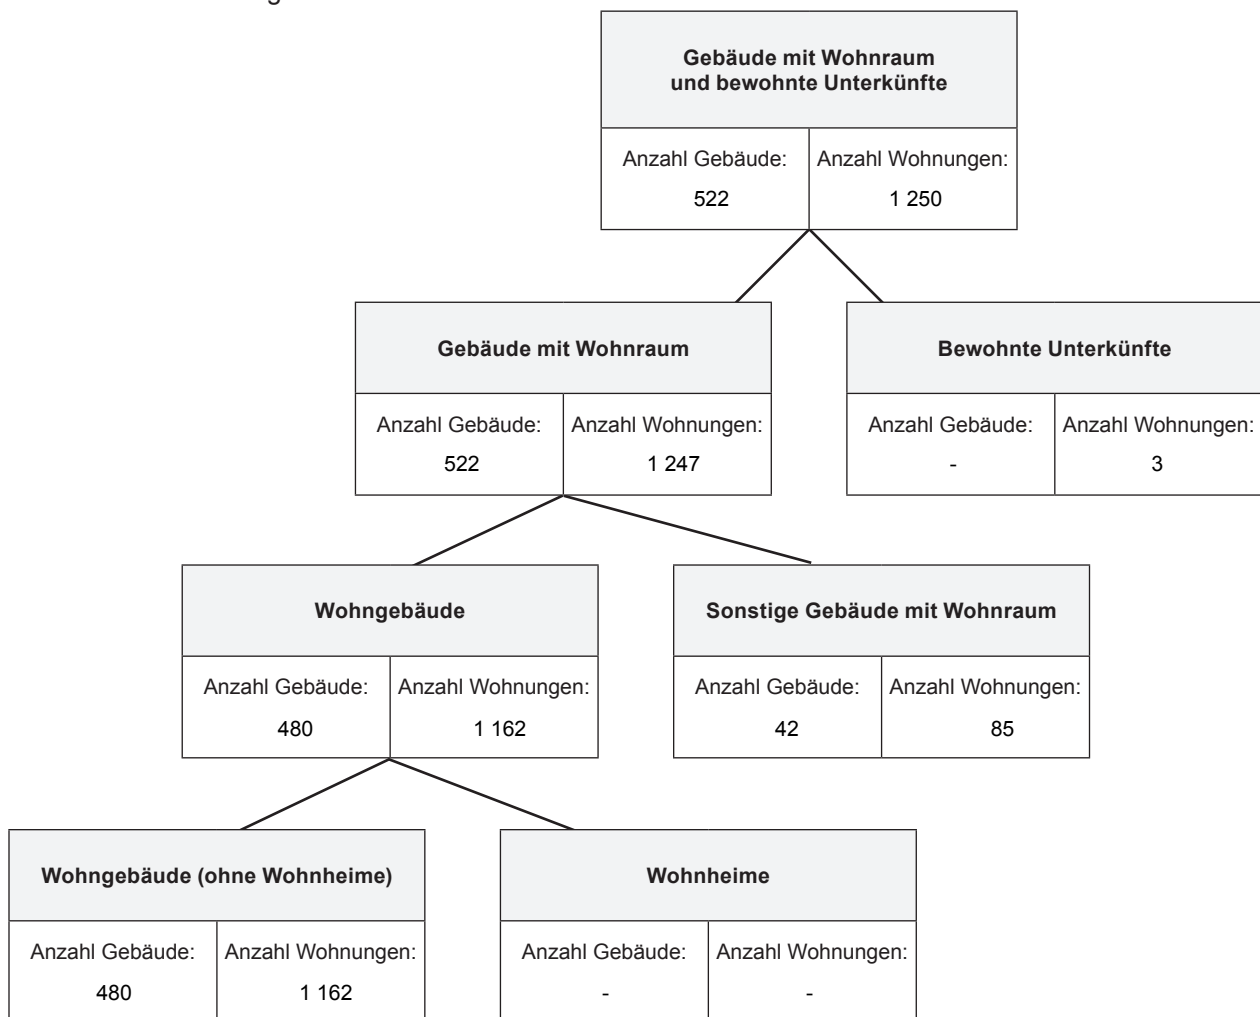 Gebäude mit Wohnraum
und bewohnte Unterkünfte
Anzahl Gebäude: Anzahl Wohnungen:
522 1 250
Gebäude mit Wohnraum
Anzahl Gebäude: Anzahl Wohnungen:
522 1 247
Bewohnte Unterkünfte
Anzahl Gebäude: Anzahl Wohnungen:
- 3
Wohngebäude
Anzahl Gebäude: Anzahl Wohnungen:
480 1 162
Sonstige Gebäude mit Wohnraum
Anzahl Gebäude: Anzahl Wohnungen:
42 85
Wohngebäude (ohne Wohnheime)
Anzahl Gebäude: Anzahl Wohnungen:
480 1 162
Wohnheime
Anzahl Gebäude: Anzahl Wohnungen:
- -